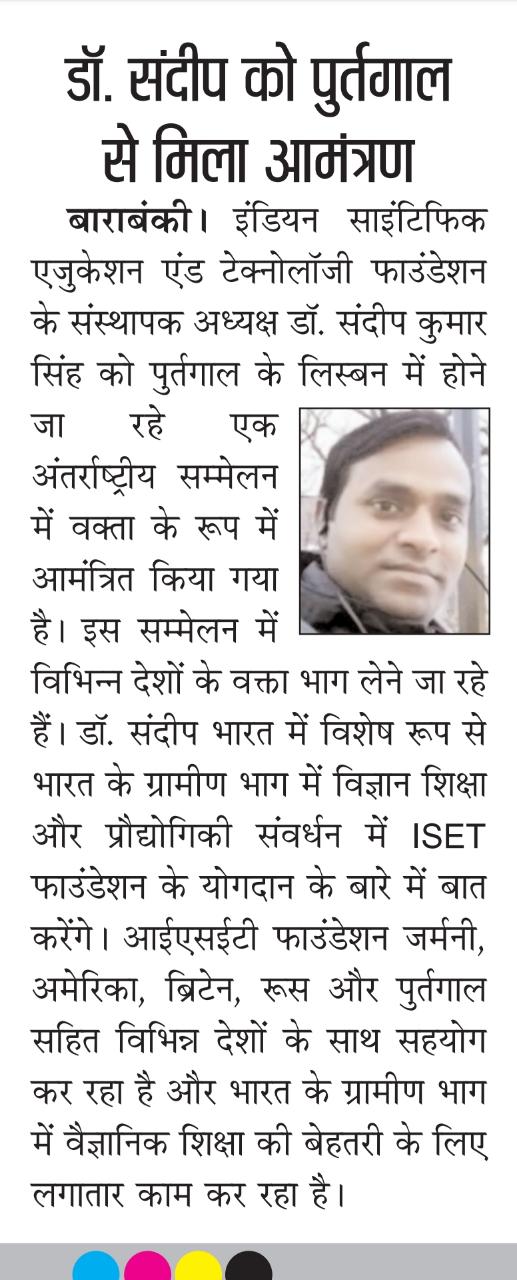 डॉ. संदीप को पुर्तगाल
से मिला आमंत्रण
बाराबंकी। इंडियन साइंटिफिक
एजुकेशन एंड टेक्नोलॉजी फाउंडेशन
के संस्थापक अध्यक्ष डॉ. संदीप कुमार
सिंह को पुर्तगाल के लिस्बन में होने
जा रहे एक
अंतर्राष्ट्रीय सम्मेलन
में वक्ता के रूप में
आमंत्रित किया गया
है। इस सम्मेलन में
विभिन्न देशों के वक्ता भाग लेने जा रहे
हैं। डॉ. संदीप भारत में विशेष रूप से
भारत के ग्रामीण भाग में विज्ञान शिक्षा
और प्रौद्योगिकी संवर्धन में ISET
फाउंडेशन के योगदान के बारे में बात
करेंगे। आईएसईटी फाउंडेशन जर्मनी,
अमेरिका, ब्रिटेन, रूस और पुर्तगाल
सहित विभिन्न देशों के साथ सहयोग
कर रहा है और भारत के ग्रामीण भाग
में वैज्ञानिक शिक्षा की बेहतरी के लिए
लगातार काम कर रहा है।